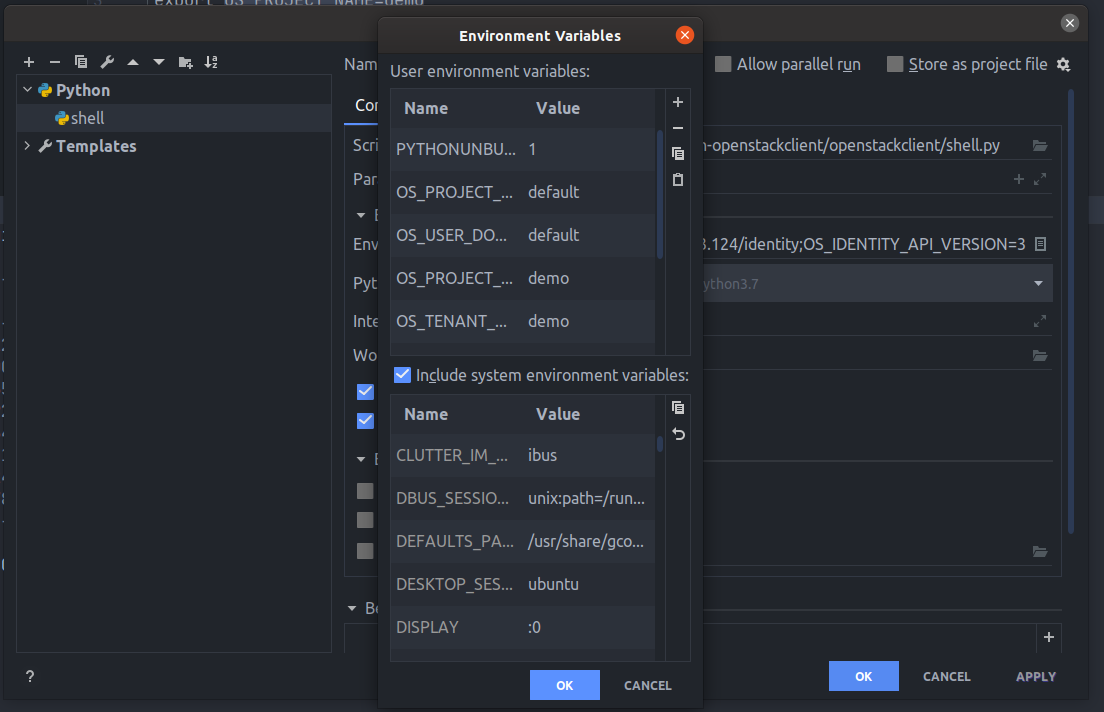 export OS_PROJECT_NAME=demo
Environment Variables
Nam
Allow parallel run
Store as project file
Python
shell
Templates
User environment variables:
Name Value
PYTHONUNBU... 1
OS_PROJECT_... default
OS_USER_DO... default
OS_PROJECT_... demo
OS_TENANT_... demo
Include system environment variables:
Name Value
CLUTTER_IM_... ibus
DBUS_SESSIO... unix:path=/run...
DEFAULTS_PA... /usr/share/gco...
DESKTOP_SES... ubuntu
DISPLAY :0
OK CANCEL
Co
Scri
n-openstackclient/openstackclient/shell.py
Par
E
Env
3.124/identity;OS_IDENTITY_API_VERSION=3
Pyt
ython3.7
Inte
Wo
E
Be
?
OK CANCEL APPLY